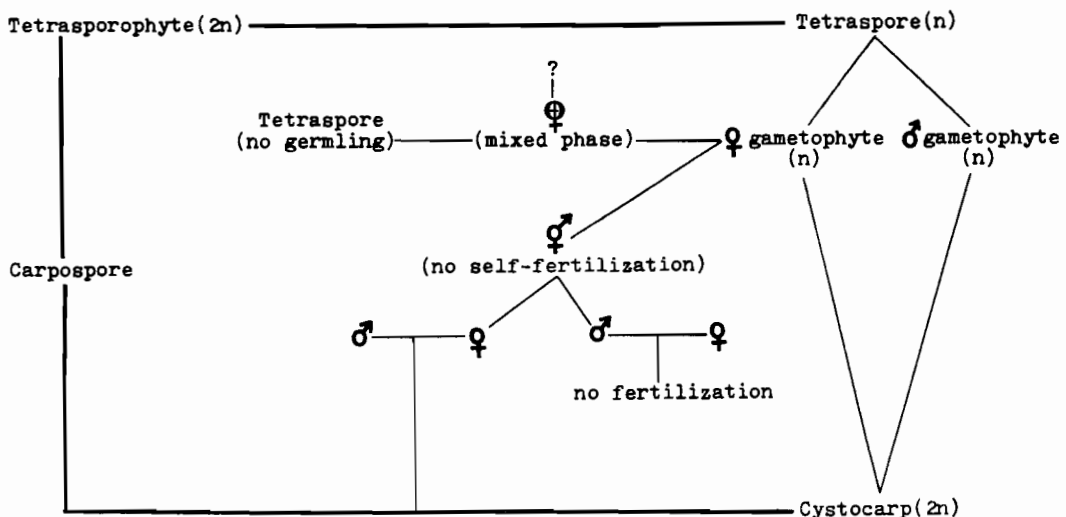 Tetrasporophyte(2n)
Tetraspore(n)
?
Tetraspore
(no germling)
(mixed phase)
♀ gametophyte
(n)
♂ gametophyte
(n)
Carpospore
(no self-fertilization)
♂
♀
♂
♀
no fertilization
Cystocarp(2n)